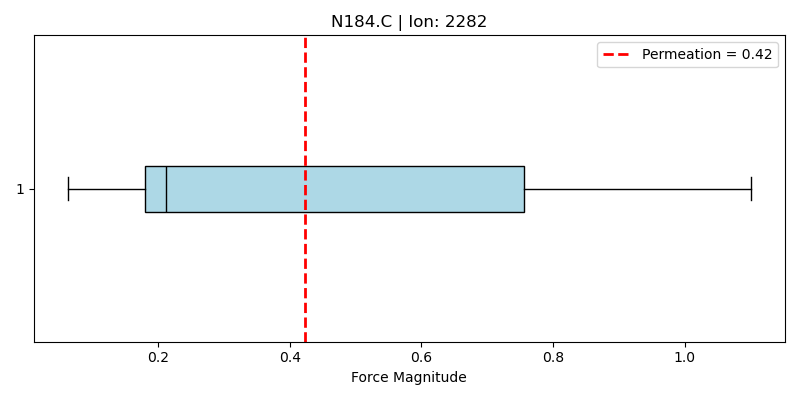 N184.C | Ion: 2282
Permeation = 0.42
1
0.2 0.4 0.6 0.8 1.0
Force Magnitude